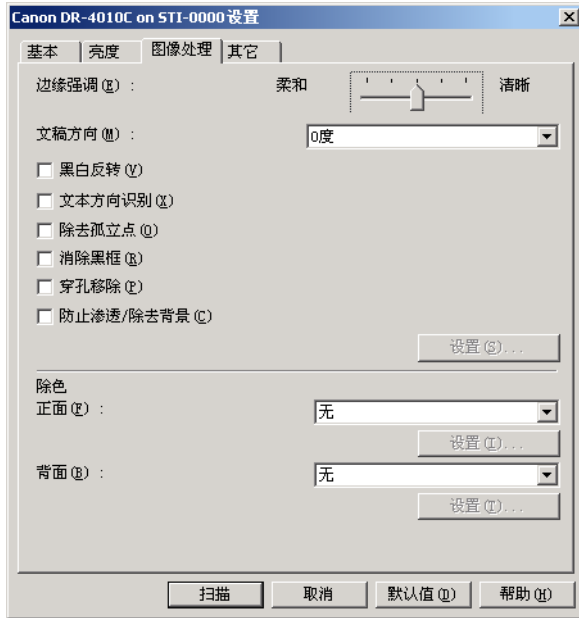 Canon DR-4010C on STI-0000 设置
基本 亮度 图像处理 其它
边缘强调(E) : 柔和 清晰
文稿方向(M) : 0度
黑白反转(V)
文本方向识别(X)
除去孤立点(O)
消除黑框(R)
穿孔移除(P)
防止渗透/除去背景(C)
设置(S)...
除色
正面(F) : 无
设置(I)...
背面(B) : 无
设置(T)...
扫描 取消 默认值(D) 帮助(H)